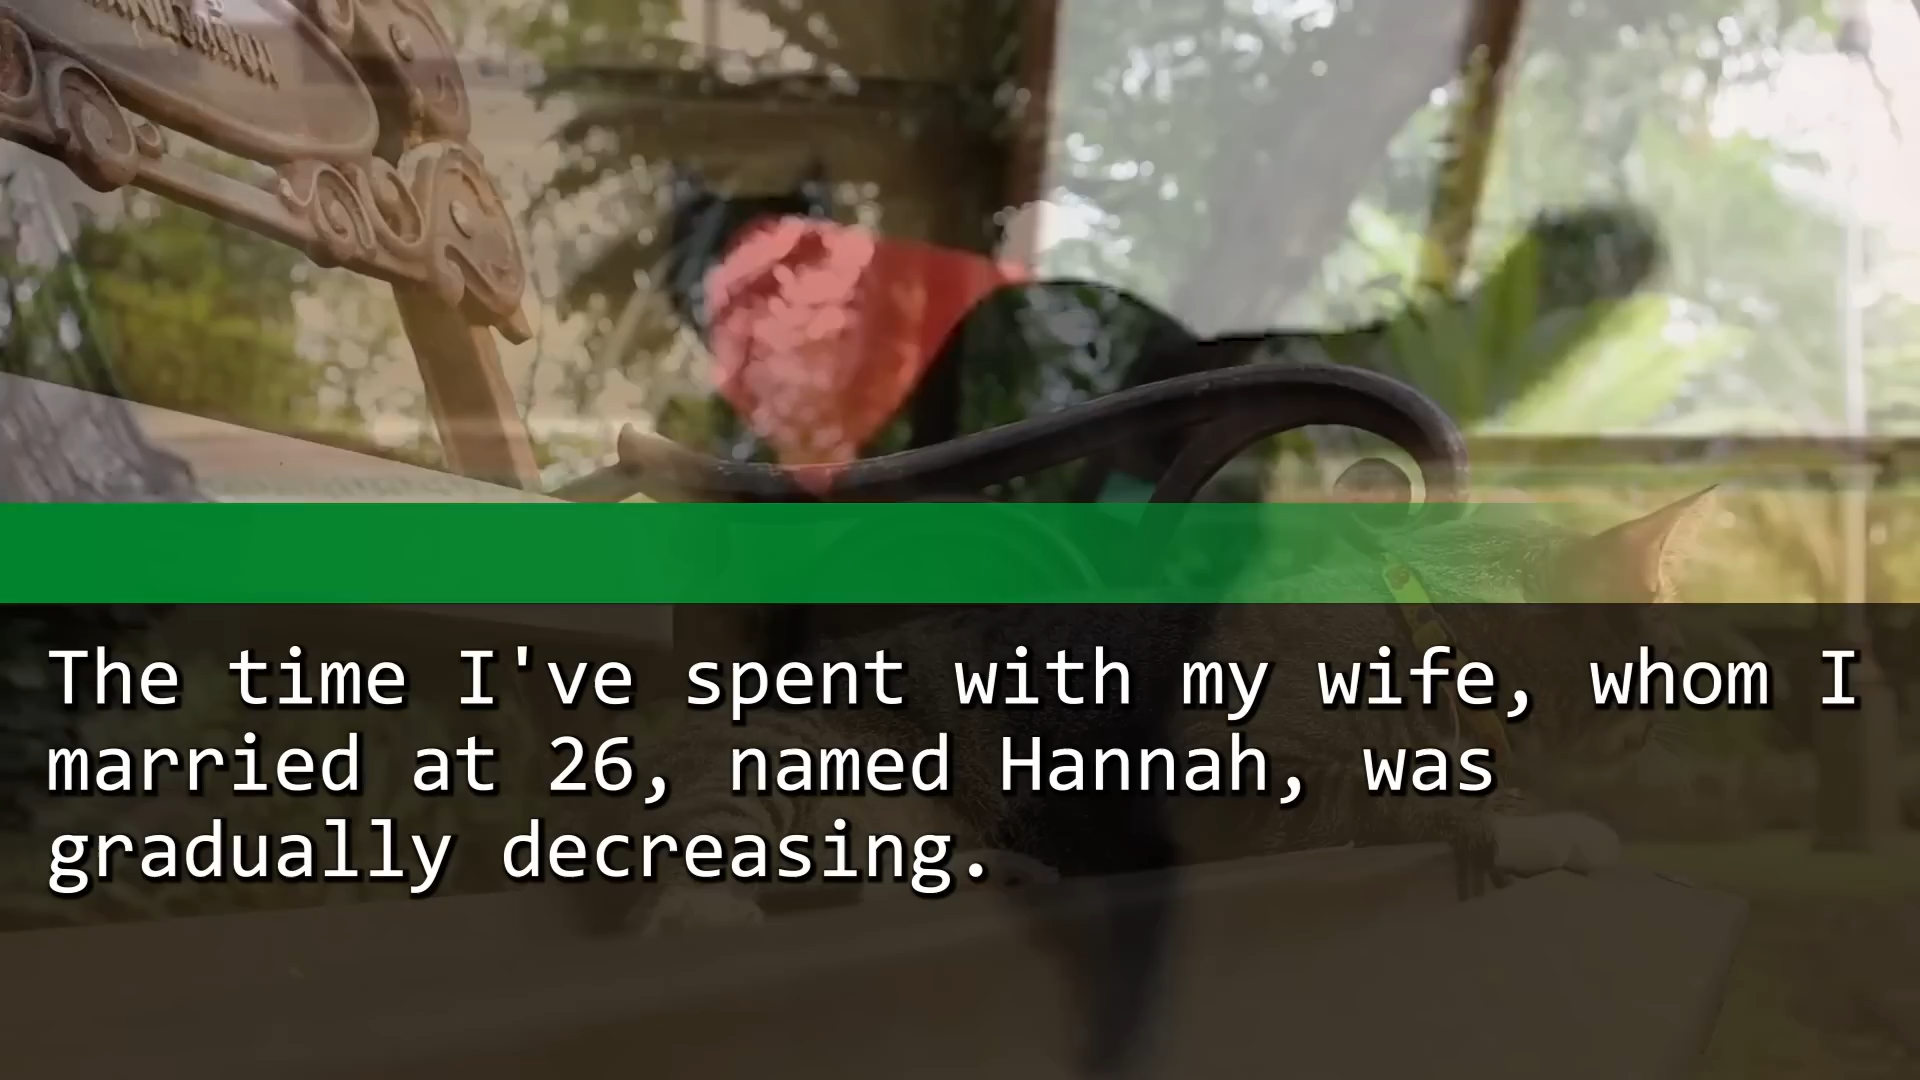 The time I've spent with my wife, whom I
married at 26, named Hannah, was
gradually decreasing.